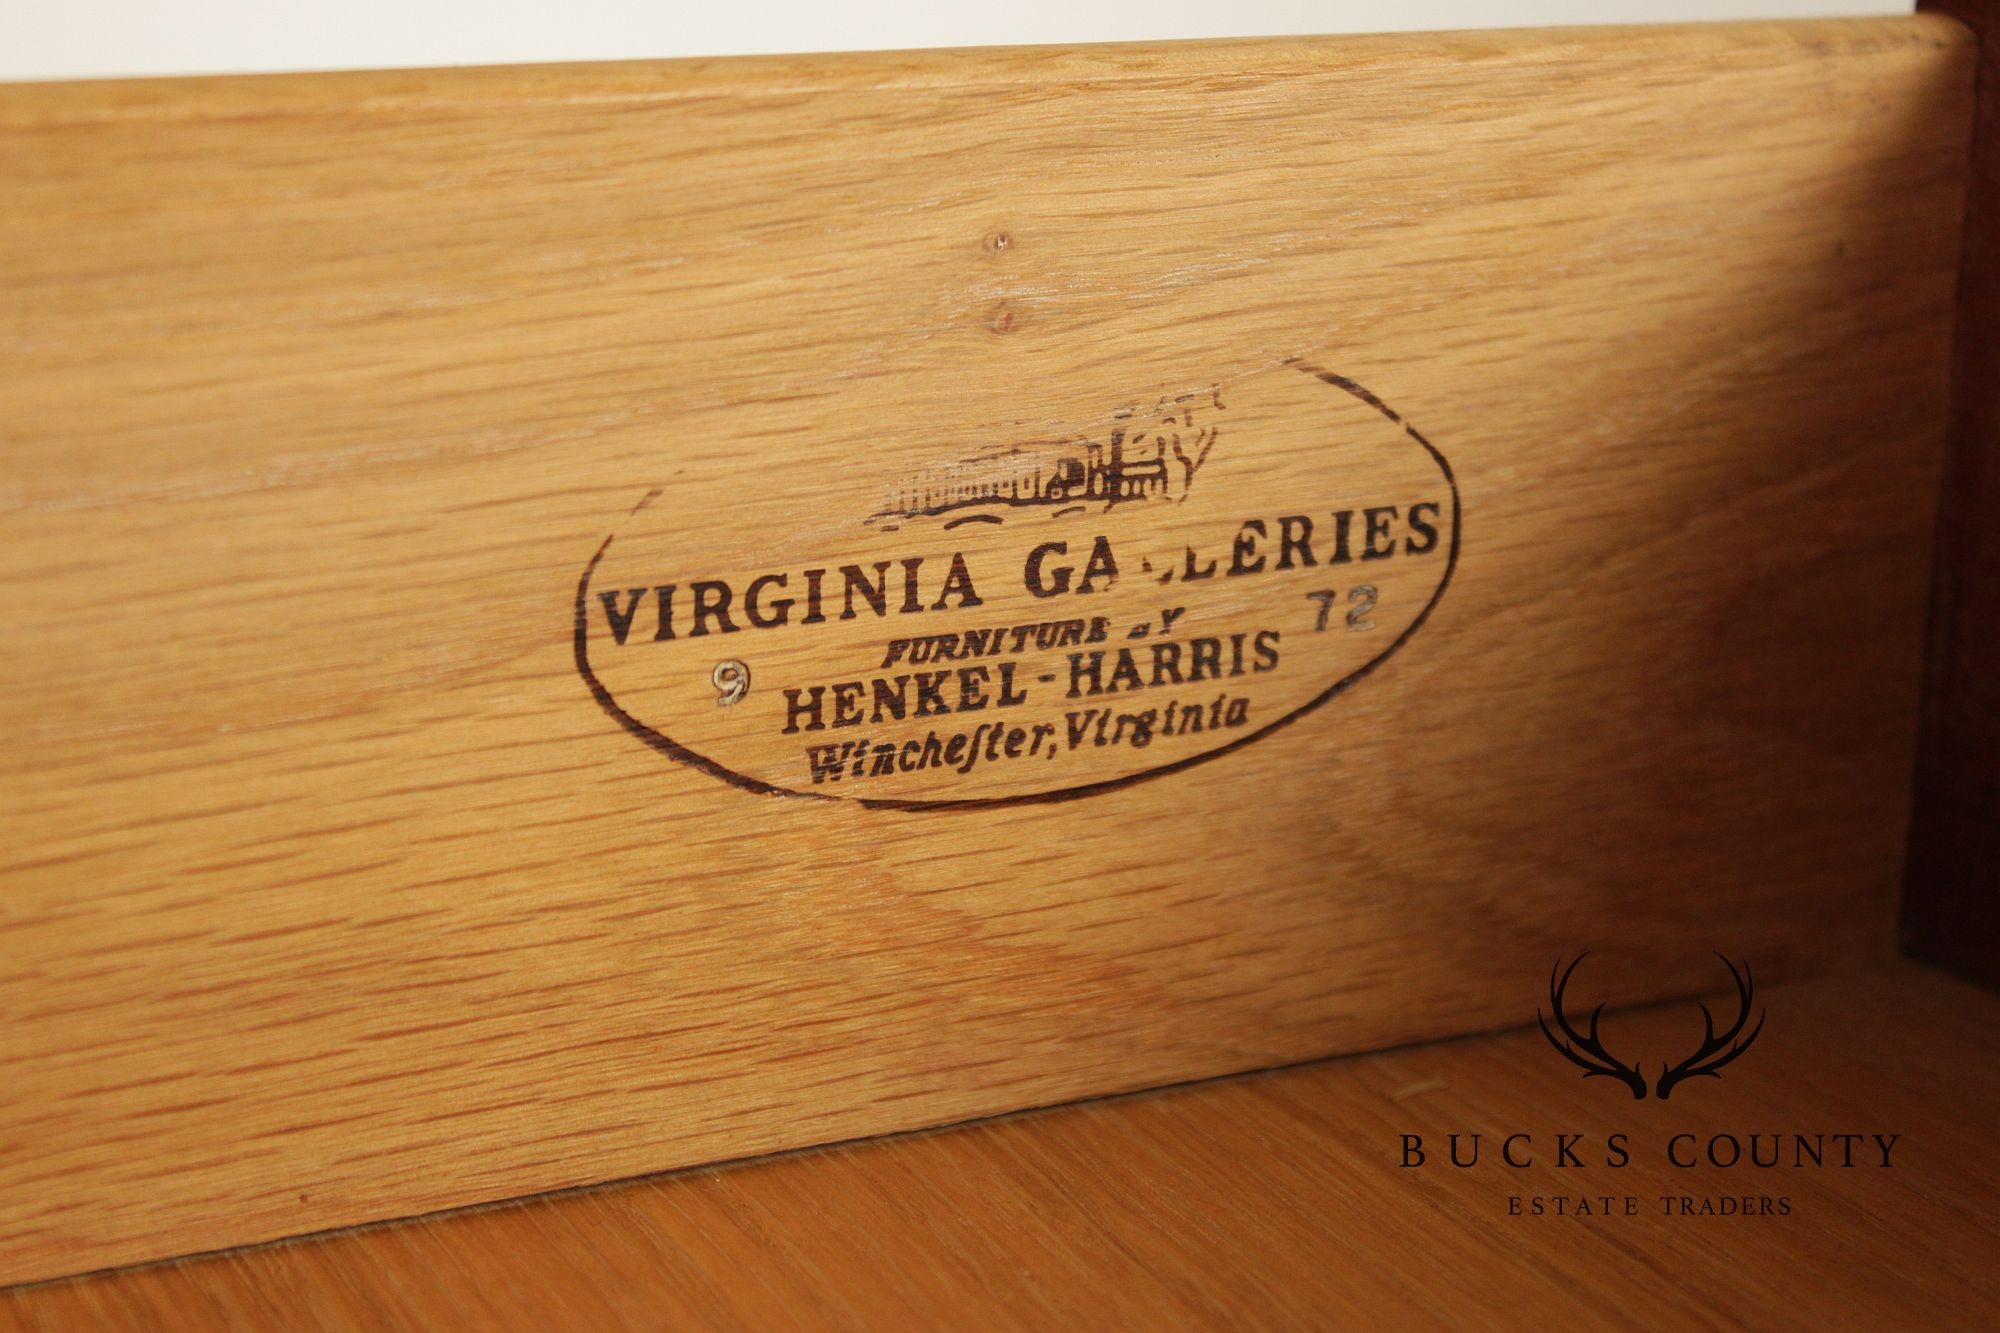 VIRGINIA GALLERIES
FURNITURE BY
9 HENKEL-HARRIS 72
Wincheſter, Virginia
BUCKS COUNTY
ESTATE TRADERS